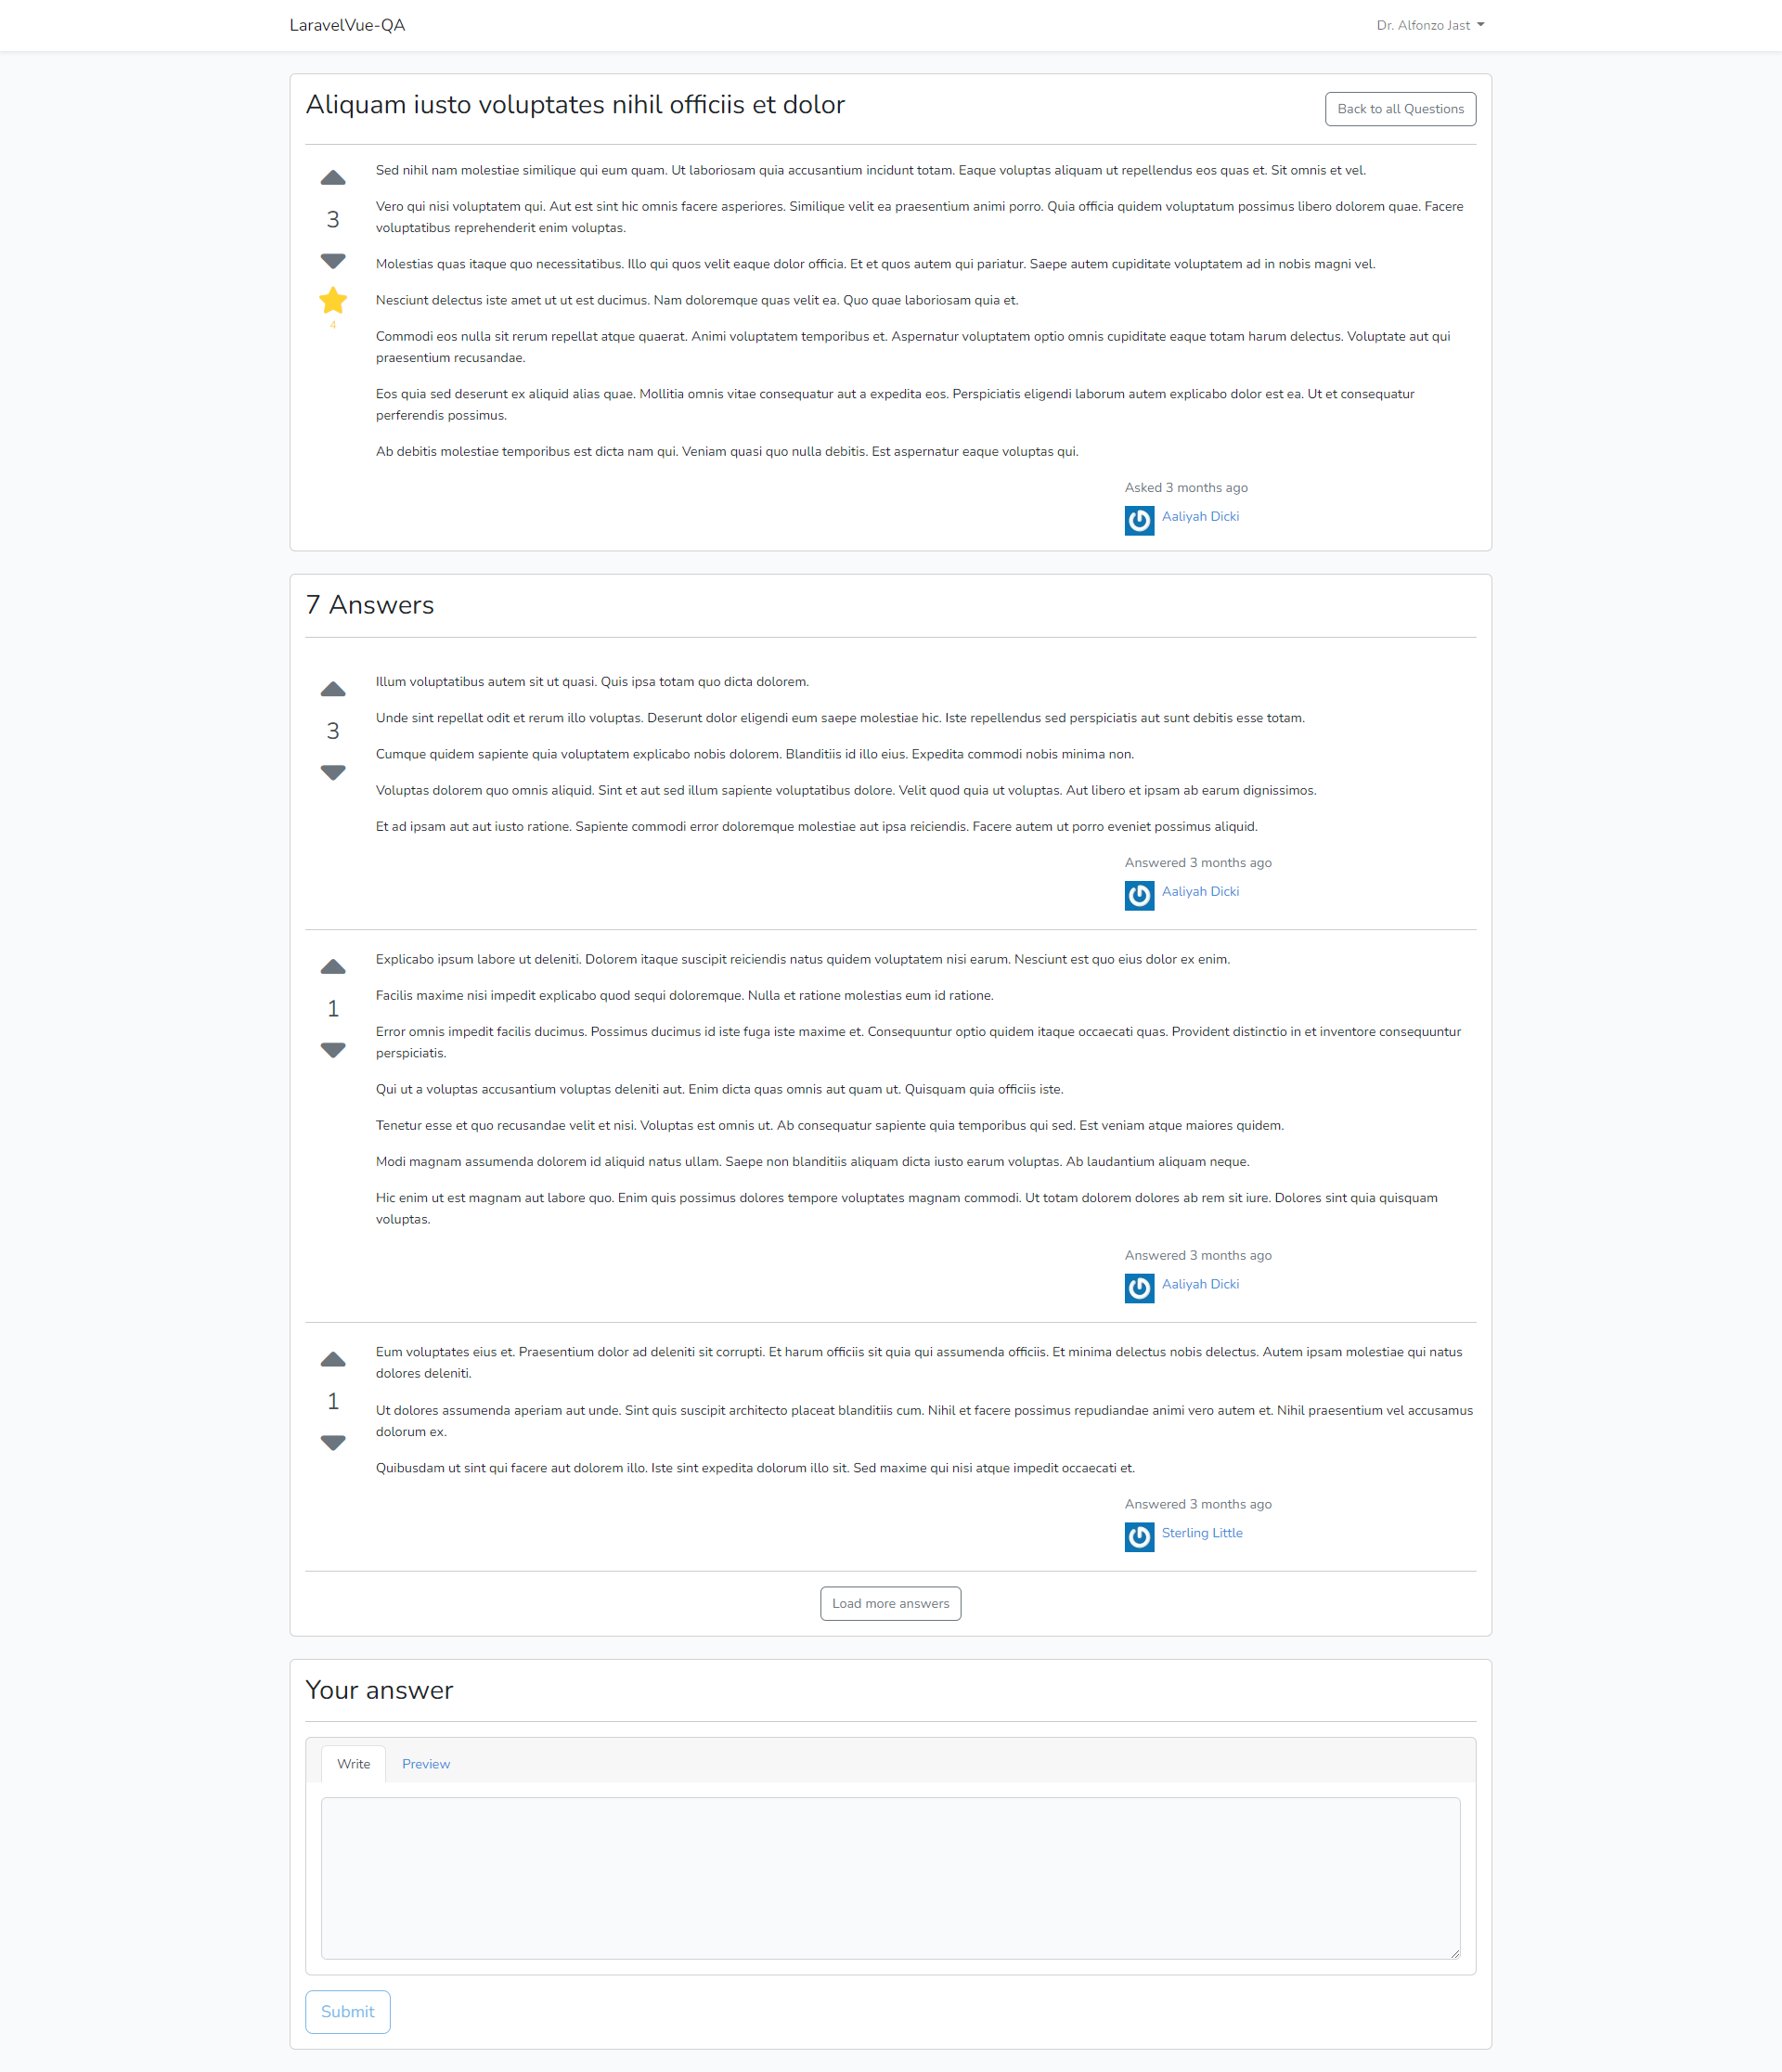 LaravelVue-QA
Dr. Alfonzo Jast
Aliquam iusto voluptates nihil officiis et dolor
Back to all Questions
Sed nihil nam molestiae similique qui eum quam. Ut laboriosam quia accusantium incidunt totam. Eaque voluptas aliquam ut repellendus eos quas et. Sit omnis et vel.
3
Vero qui nisi voluptatem qui. Aut est sint hic omnis facere asperiores. Similique velit ea praesentium animi porro. Quia officia quidem voluptatum possimus libero dolorem quae. Facere
voluptatibus reprehenderit enim voluptas.
Molestias quas itaque quo necessitatibus. Illo qui quos velit eaque dolor officia. Et et quos autem qui pariatur. Saepe autem cupiditate voluptatem ad in nobis magni vel.
Nesciunt delectus iste amet ut ut est ducimus. Nam doloremque quas velit ea. Quo quae laboriosam quia et.
4
Commodi eos nulla sit rerum repellat atque quaerat. Animi voluptatem temporibus et. Aspernatur voluptatem optio omnis cupiditate eaque totam harum delectus. Voluptate aut qui
praesentium recusandae.
Eos quia sed deserunt ex aliquid alias quae. Mollitia omnis vitae consequatur aut a expedita eos. Perspiciatis eligendi laborum autem explicabo dolor est ea. Ut et consequatur
perferendis possimus.
Ab debitis molestiae temporibus est dicta nam qui. Veniam quasi quo nulla debitis. Est aspernatur eaque voluptas qui.
Asked 3 months ago
Aaliyah Dicki
7 Answers
Illum voluptatibus autem sit ut quasi. Quis ipsa totam quo dicta dolorem.
3
Unde sint repellat odit et rerum illo voluptas. Deserunt dolor eligendi eum saepe molestiae hic. Iste repellendus sed perspiciatis aut sunt debitis esse totam.
Cumque quidem sapiente quia voluptatem explicabo nobis dolorem. Blanditiis id illo eius. Expedita commodi nobis minima non.
Voluptas dolorem quo omnis aliquid. Sint et aut sed illum sapiente voluptatibus dolore. Velit quod quia ut voluptas. Aut libero et ipsam ab earum dignissimos.
Et ad ipsam aut aut iusto ratione. Sapiente commodi error doloremque molestiae aut ipsa reiciendis. Facere autem ut porro eveniet possimus aliquid.
Answered 3 months ago
Aaliyah Dicki
Explicabo ipsum labore ut deleniti. Dolorem itaque suscipit reiciendis natus quidem voluptatem nisi earum. Nesciunt est quo eius dolor ex enim.
1
Facilis maxime nisi impedit explicabo quod sequi doloremque. Nulla et ratione molestias eum id ratione.
Error omnis impedit facilis ducimus. Possimus ducimus id iste fuga iste maxime et. Consequuntur optio quidem itaque occaecati quas. Provident distinctio in et inventore consequuntur
perspiciatis.
Qui ut a voluptas accusantium voluptas deleniti aut. Enim dicta quas omnis aut quam ut. Quisquam quia officiis iste.
Tenetur esse et quo recusandae velit et nisi. Voluptas est omnis ut. Ab consequatur sapiente quia temporibus qui sed. Est veniam atque maiores quidem.
Modi magnam assumenda dolorem id aliquid natus ullam. Saepe non blanditiis aliquam dicta iusto earum voluptas. Ab laudantium aliquam neque.
Hic enim ut est magnam aut labore quo. Enim quis possimus dolores tempore voluptates magnam commodi. Ut totam dolorem dolores ab rem sit iure. Dolores sint quia quisquam
voluptas.
Answered 3 months ago
Aaliyah Dicki
Eum voluptates eius et. Praesentium dolor ad deleniti sit corrupti. Et harum officiis sit quia qui assumenda officiis. Et minima delectus nobis delectus. Autem ipsam molestiae qui natus
dolores deleniti.
1
Ut dolores assumenda aperiam aut unde. Sint quis suscipit architecto placeat blanditiis cum. Nihil et facere possimus repudiandae animi vero autem et. Nihil praesentium vel accusamus
dolorum ex.
Quibusdam ut sint qui facere aut dolorem illo. Iste sint expedita dolorum illo sit. Sed maxime qui nisi atque impedit occaecati et.
Answered 3 months ago
Sterling Little
Load more answers
Your answer
Write
Preview
Submit